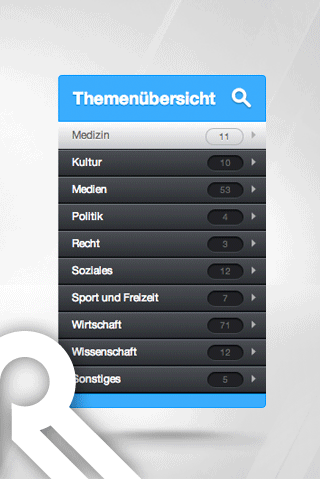 Themenübersicht
Medizin 11
Kultur 10
Medien 53
Politik 4
Recht 3
Soziales 12
Sport und Freizeit 7
Wirtschaft 71
Wissenschaft 12
Sonstiges 5